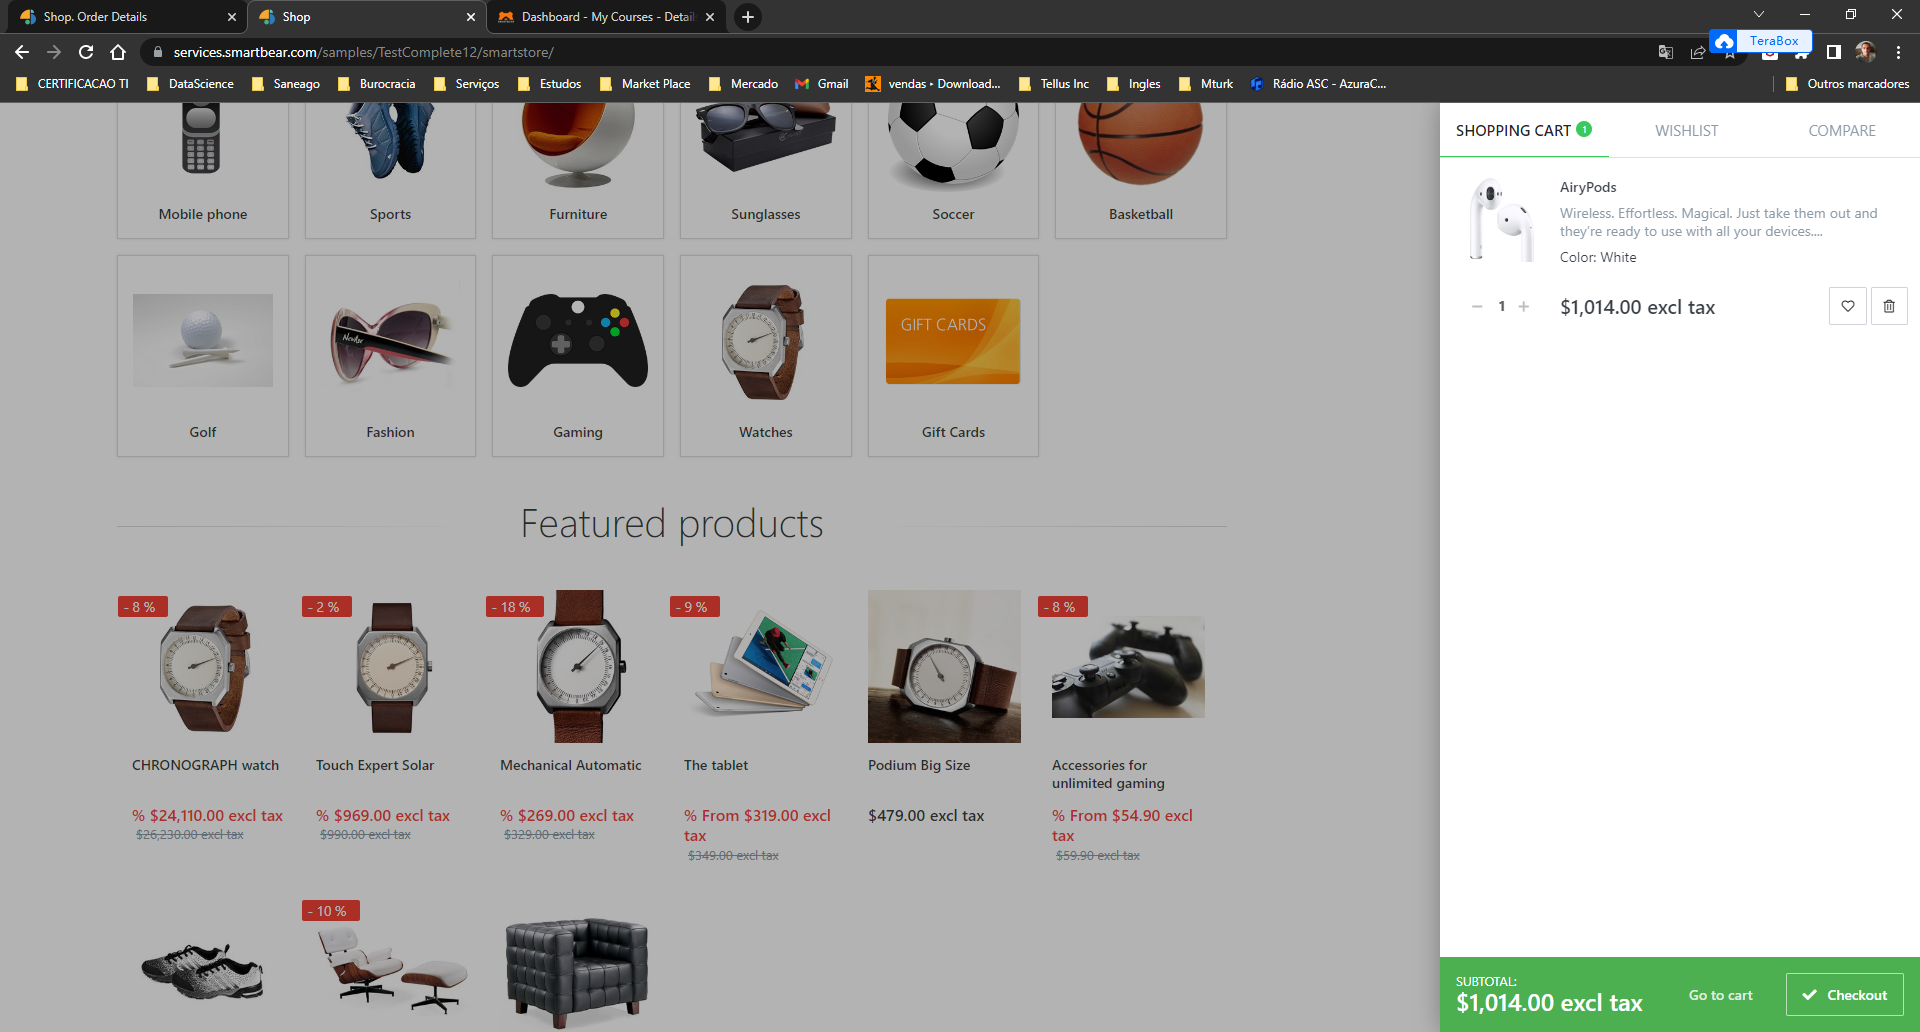 Shop. Order Details
Shop
Dashboard - My Courses - Detail
services.smartbear.com/samples/TestComplete12/smartstore/
TeraBox
CERTIFICACAO TI
DataScience
Saneago
Burocracia
Serviços
Estudos
Market Place
Mercado
Gmail
vendas ‣ Download...
Tellus Inc
Ingles
Mturk
Rádio ASC - AzuraC...
Outros marcadores
Mobile phone
Sports
Furniture
Sunglasses
Soccer
Basketball
GIFT CARDS
Golf
Fashion
Gaming
Watches
Gift Cards
Featured products
- 8 %
- 2 %
- 18 %
- 9 %
- 8 %
CHRONOGRAPH watch
Touch Expert Solar
Mechanical Automatic
The tablet
Podium Big Size
Accessories for
unlimited gaming
% $24,110.00 excl tax
$26,230.00 excl tax
% $969.00 excl tax
$990.00 excl tax
% $269.00 excl tax
$329.00 excl tax
% From $319.00 excl
tax
$349.00 excl tax
$479.00 excl tax
% From $54.90 excl
tax
$59.90 excl tax
- 10 %
SHOPPING CART 1
WISHLIST
COMPARE
AiryPods
Wireless. Effortless. Magical. Just take them out and
they're ready to use with all your devices....
Color: White
− 1 +
$1,014.00 excl tax
SUBTOTAL:
$1,014.00 excl tax
Go to cart
Checkout